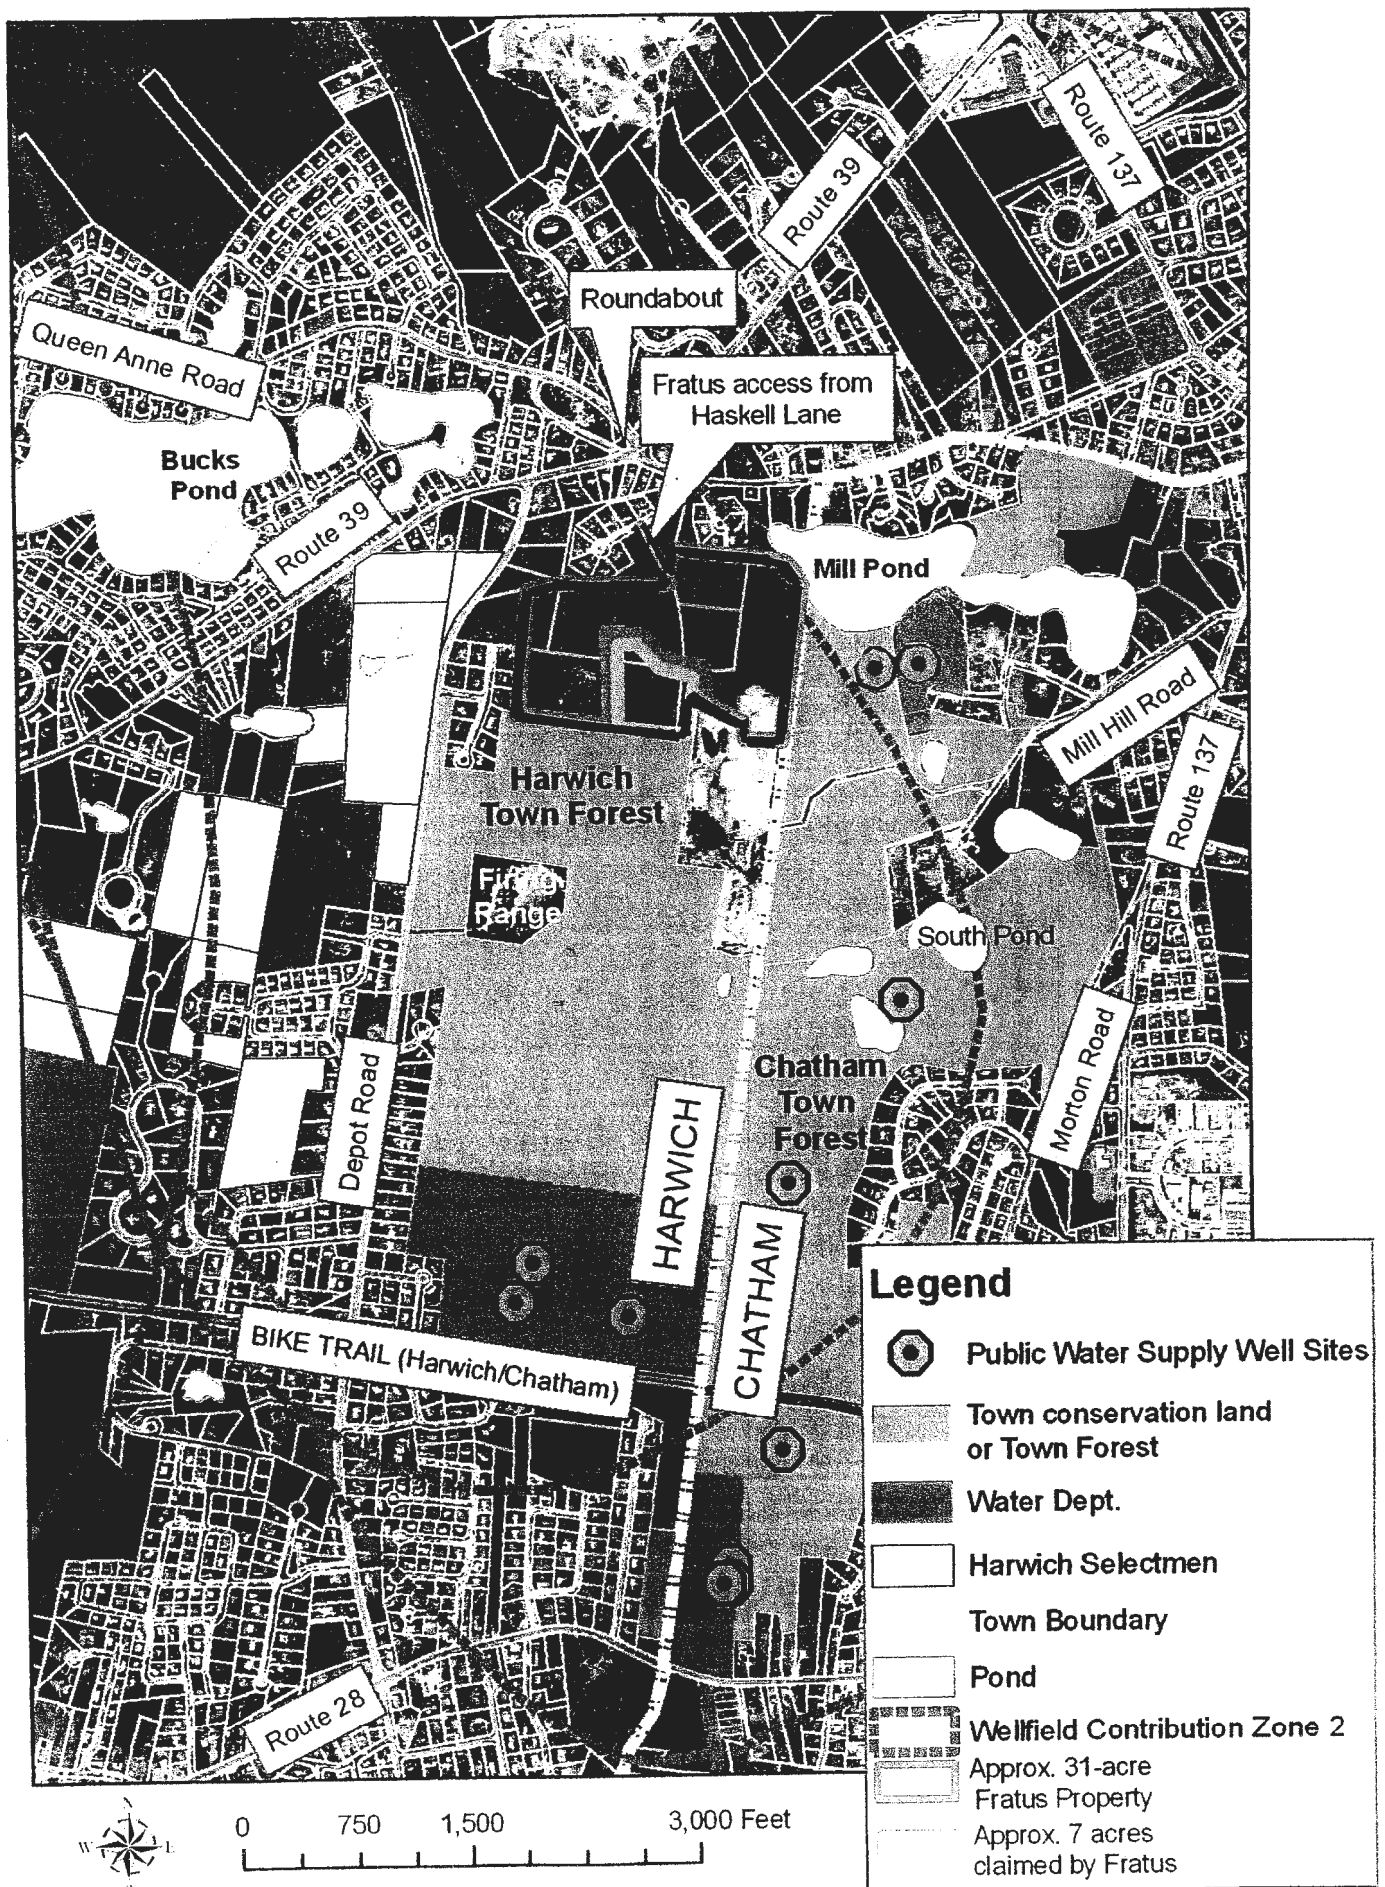 Route 137
Route 39
Roundabout
Queen Anne Road
Fratus access from
Haskell Lane
Bucks
Pond
Route 39
Mill Pond
Mill Hill Road
Route 137
Harwich
Town Forest
Firing
Range
South Pond
Morton Road
Depot Road
Chatham
Town
Forest
HARWICH
CHATHAM
BIKE TRAIL (Harwich/Chatham)
Route 28
Legend
Public Water Supply Well Sites
Town conservation land
or Town Forest
Water Dept.
Harwich Selectmen
Town Boundary
Pond
Wellfield Contribution Zone 2
Approx. 31-acre
Fratus Property
Approx. 7 acres
claimed by Fratus
N
W
E
0 750 1,500 3,000 Feet